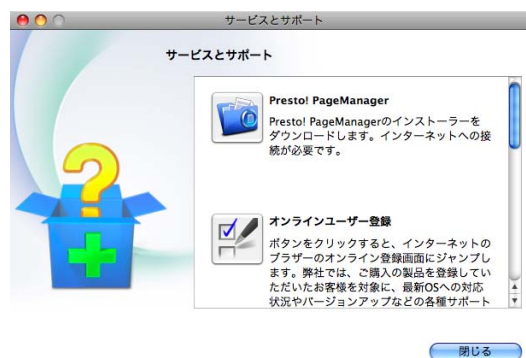 サービスとサポート
サービスとサポート
Presto! PageManager
Presto! PageManagerのインストーラーを
ダウンロードします。インターネットへの接
続が必要です。
オンラインユーザー登録
ボタンをクリックすると、インターネットの
ブラザーのオンライン登録画面にジャンプし
ます。弊社では、ご購入の製品を登録してい
ただいたお客様を対象に、最新OSへの対応
状況やバージョンアップなどの各種サポート
閉じる